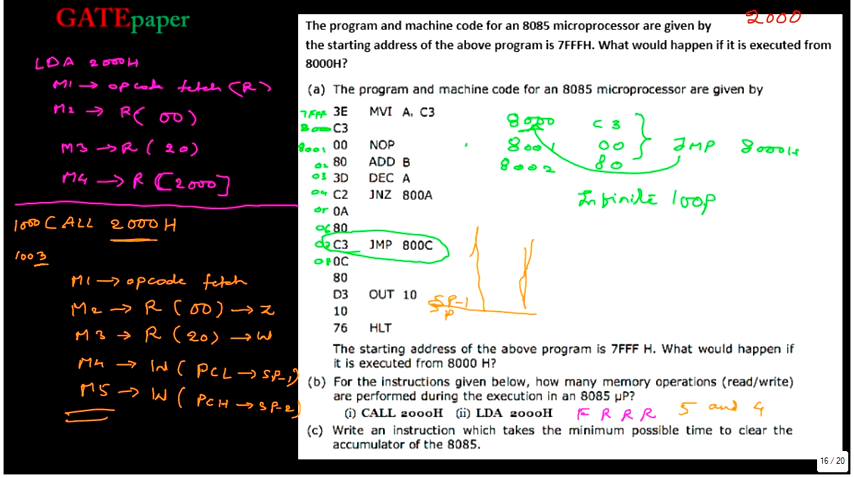 GATEpaper
LDA 2000H
M1 → opcode fetch (R)
M2 → R ( 00 )
M3 → R ( 20 )
M4 → R [2000]
1000 CALL 2000H
1003
M1 → opcode fetch
M2 → R ( 00 ) → Z
M3 → R ( 20 ) → W
M4 → W ( PCL → SP-1 )
M5 → W ( PCH → SP-2 )
2000
The program and machine code for an 8085 microprocessor are given by
the starting address of the above program is 7FFFH. What would happen if it is executed from
8000H?
(a) The program and machine code for an 8085 microprocessor are given by
7FFF 3E MVI A, C3
8000 C3
8001 00 NOP
02 80 ADD B
03 3D DEC A
04 C2 JNZ 800A
05 0A
06 80
C3 JMP 800C
0C
80
D3 OUT 10
10
76 HLT
8000 C3
8001 00
8002 80
JMP 8000H
Infinite loop
SP-1
SP
The starting address of the above program is 7FFF H. What would happen if
it is executed from 8000 H?
(b) For the instructions given below, how many memory operations (read/write)
are performed during the execution in an 8085 µP?
(i) CALL 2000H (ii) LDA 2000H F R R R 5 and 4
(c) Write an instruction which takes the minimum possible time to clear the
accumulator of the 8085.
16 / 20